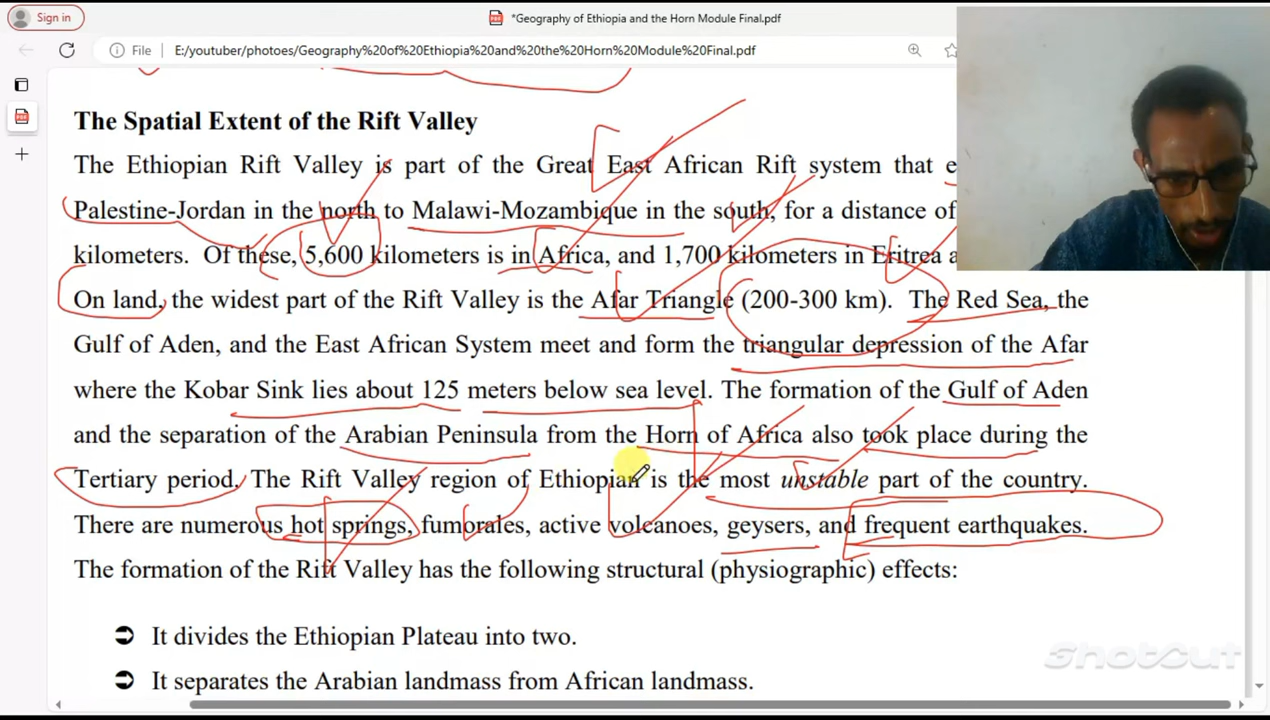 Sign in
*Geography of Ethiopia and the Horn Module Final.pdf
File E:/youtuber/photoes/Geography%20of%20Ethiopia%20and%20the%20Horn%20Module%20Final.pdf
The Spatial Extent of the Rift Valley
The Ethiopian Rift Valley is part of the Great East African Rift system that
Palestine-Jordan in the north to Malawi-Mozambique in the south, for a distance of
kilometers. Of these, 5,600 kilometers is in Africa, and 1,700 kilometers in Eritrea
On land, the widest part of the Rift Valley is the Afar Triangle (200-300 km). The Red Sea, the
Gulf of Aden, and the East African System meet and form the triangular depression of the Afar
where the Kobar Sink lies about 125 meters below sea level. The formation of the Gulf of Aden
and the separation of the Arabian Peninsula from the Horn of Africa also took place during the
Tertiary period. The Rift Valley region of Ethiopian is the most unstable part of the country.
There are numerous hot springs, fumorales, active volcanoes, geysers, and frequent earthquakes.
The formation of the Rift Valley has the following structural (physiographic) effects:
It divides the Ethiopian Plateau into two.
It separates the Arabian landmass from African landmass.
Shotcut